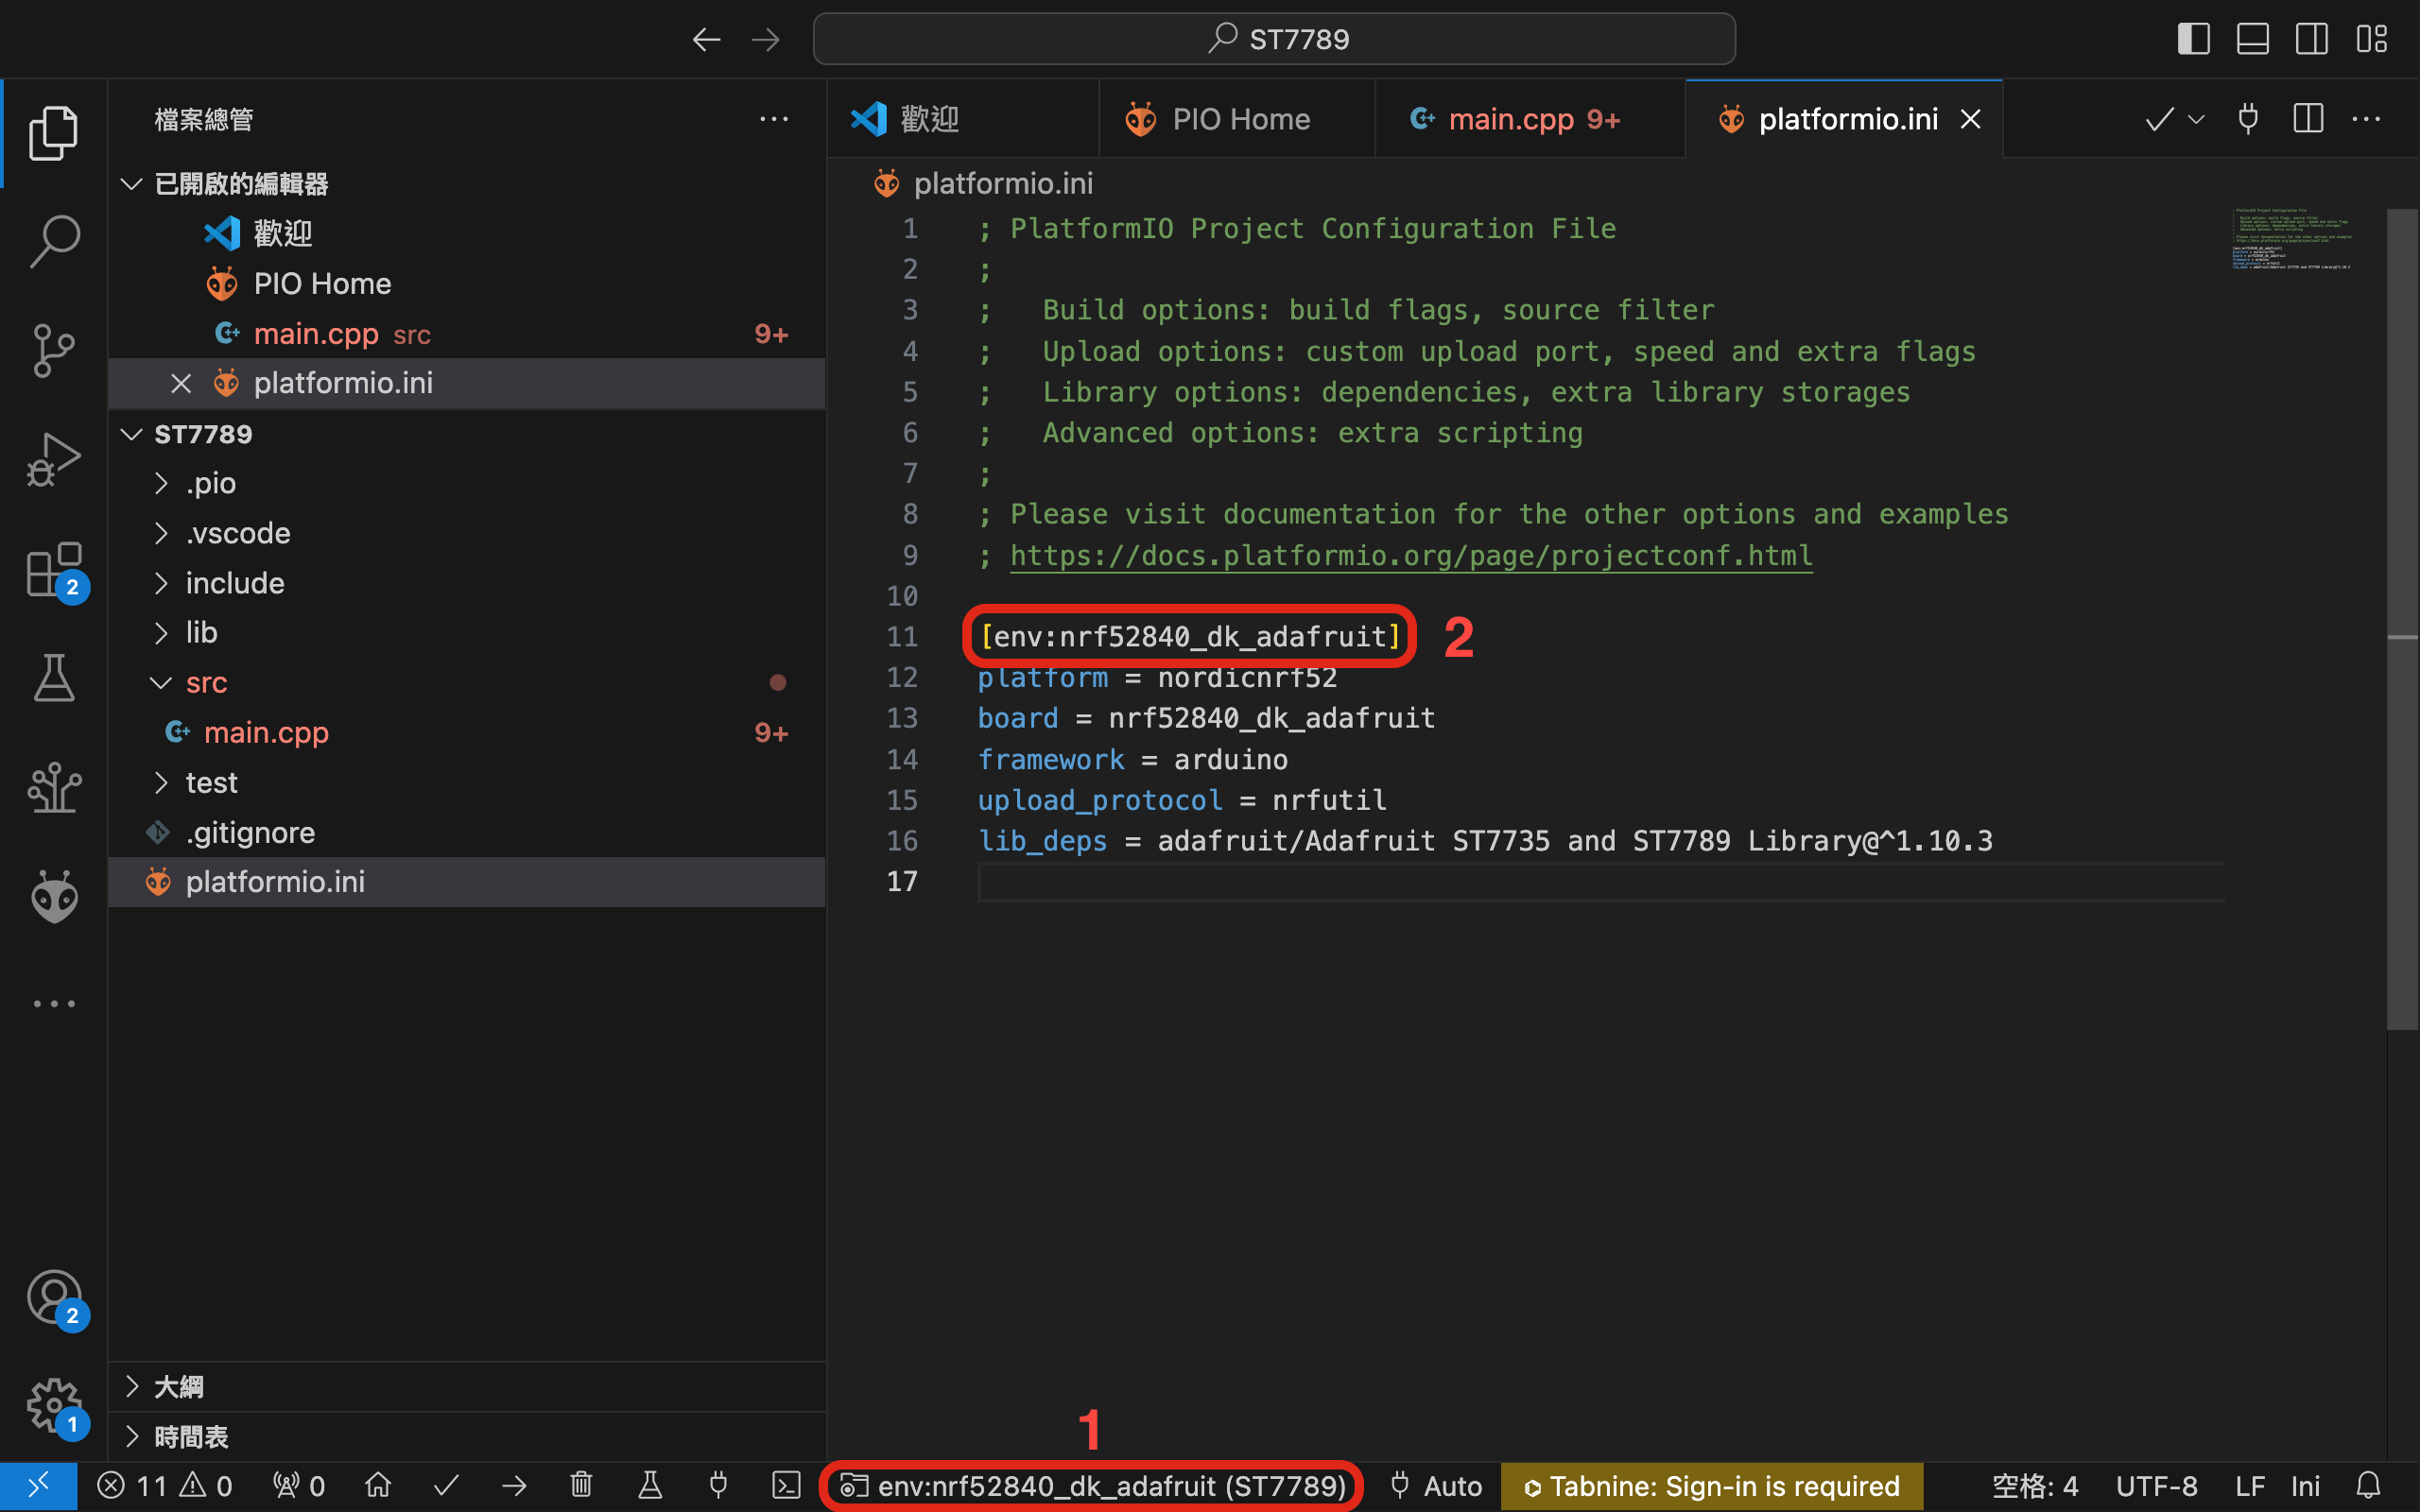 ST7789
檔案總管
已開啟的編輯器
歡迎
PIO Home
main.cpp src 9+
platformio.ini
ST7789
.pio
.vscode
include
lib
src
main.cpp 9+
test
.gitignore
platformio.ini
大綱
時間表
2
2
1
歡迎
PIO Home
main.cpp 9+
platformio.ini
platformio.ini
1 ; PlatformIO Project Configuration File
2 ;
3 ;   Build options: build flags, source filter
4 ;   Upload options: custom upload port, speed and extra flags
5 ;   Library options: dependencies, extra library storages
6 ;   Advanced options: extra scripting
7 ;
8 ; Please visit documentation for the other options and examples
9 ; https://docs.platformio.org/page/projectconf.html
10
11 [env:nrf52840_dk_adafruit] 2
12 platform = nordicnrf52
13 board = nrf52840_dk_adafruit
14 framework = arduino
15 upload_protocol = nrfutil
16 lib_deps = adafruit/Adafruit ST7735 and ST7789 Library@^1.10.3
17
1
11 0 0 env:nrf52840_dk_adafruit (ST7789) Auto Tabnine: Sign-in is required 空格: 4 UTF-8 LF Ini